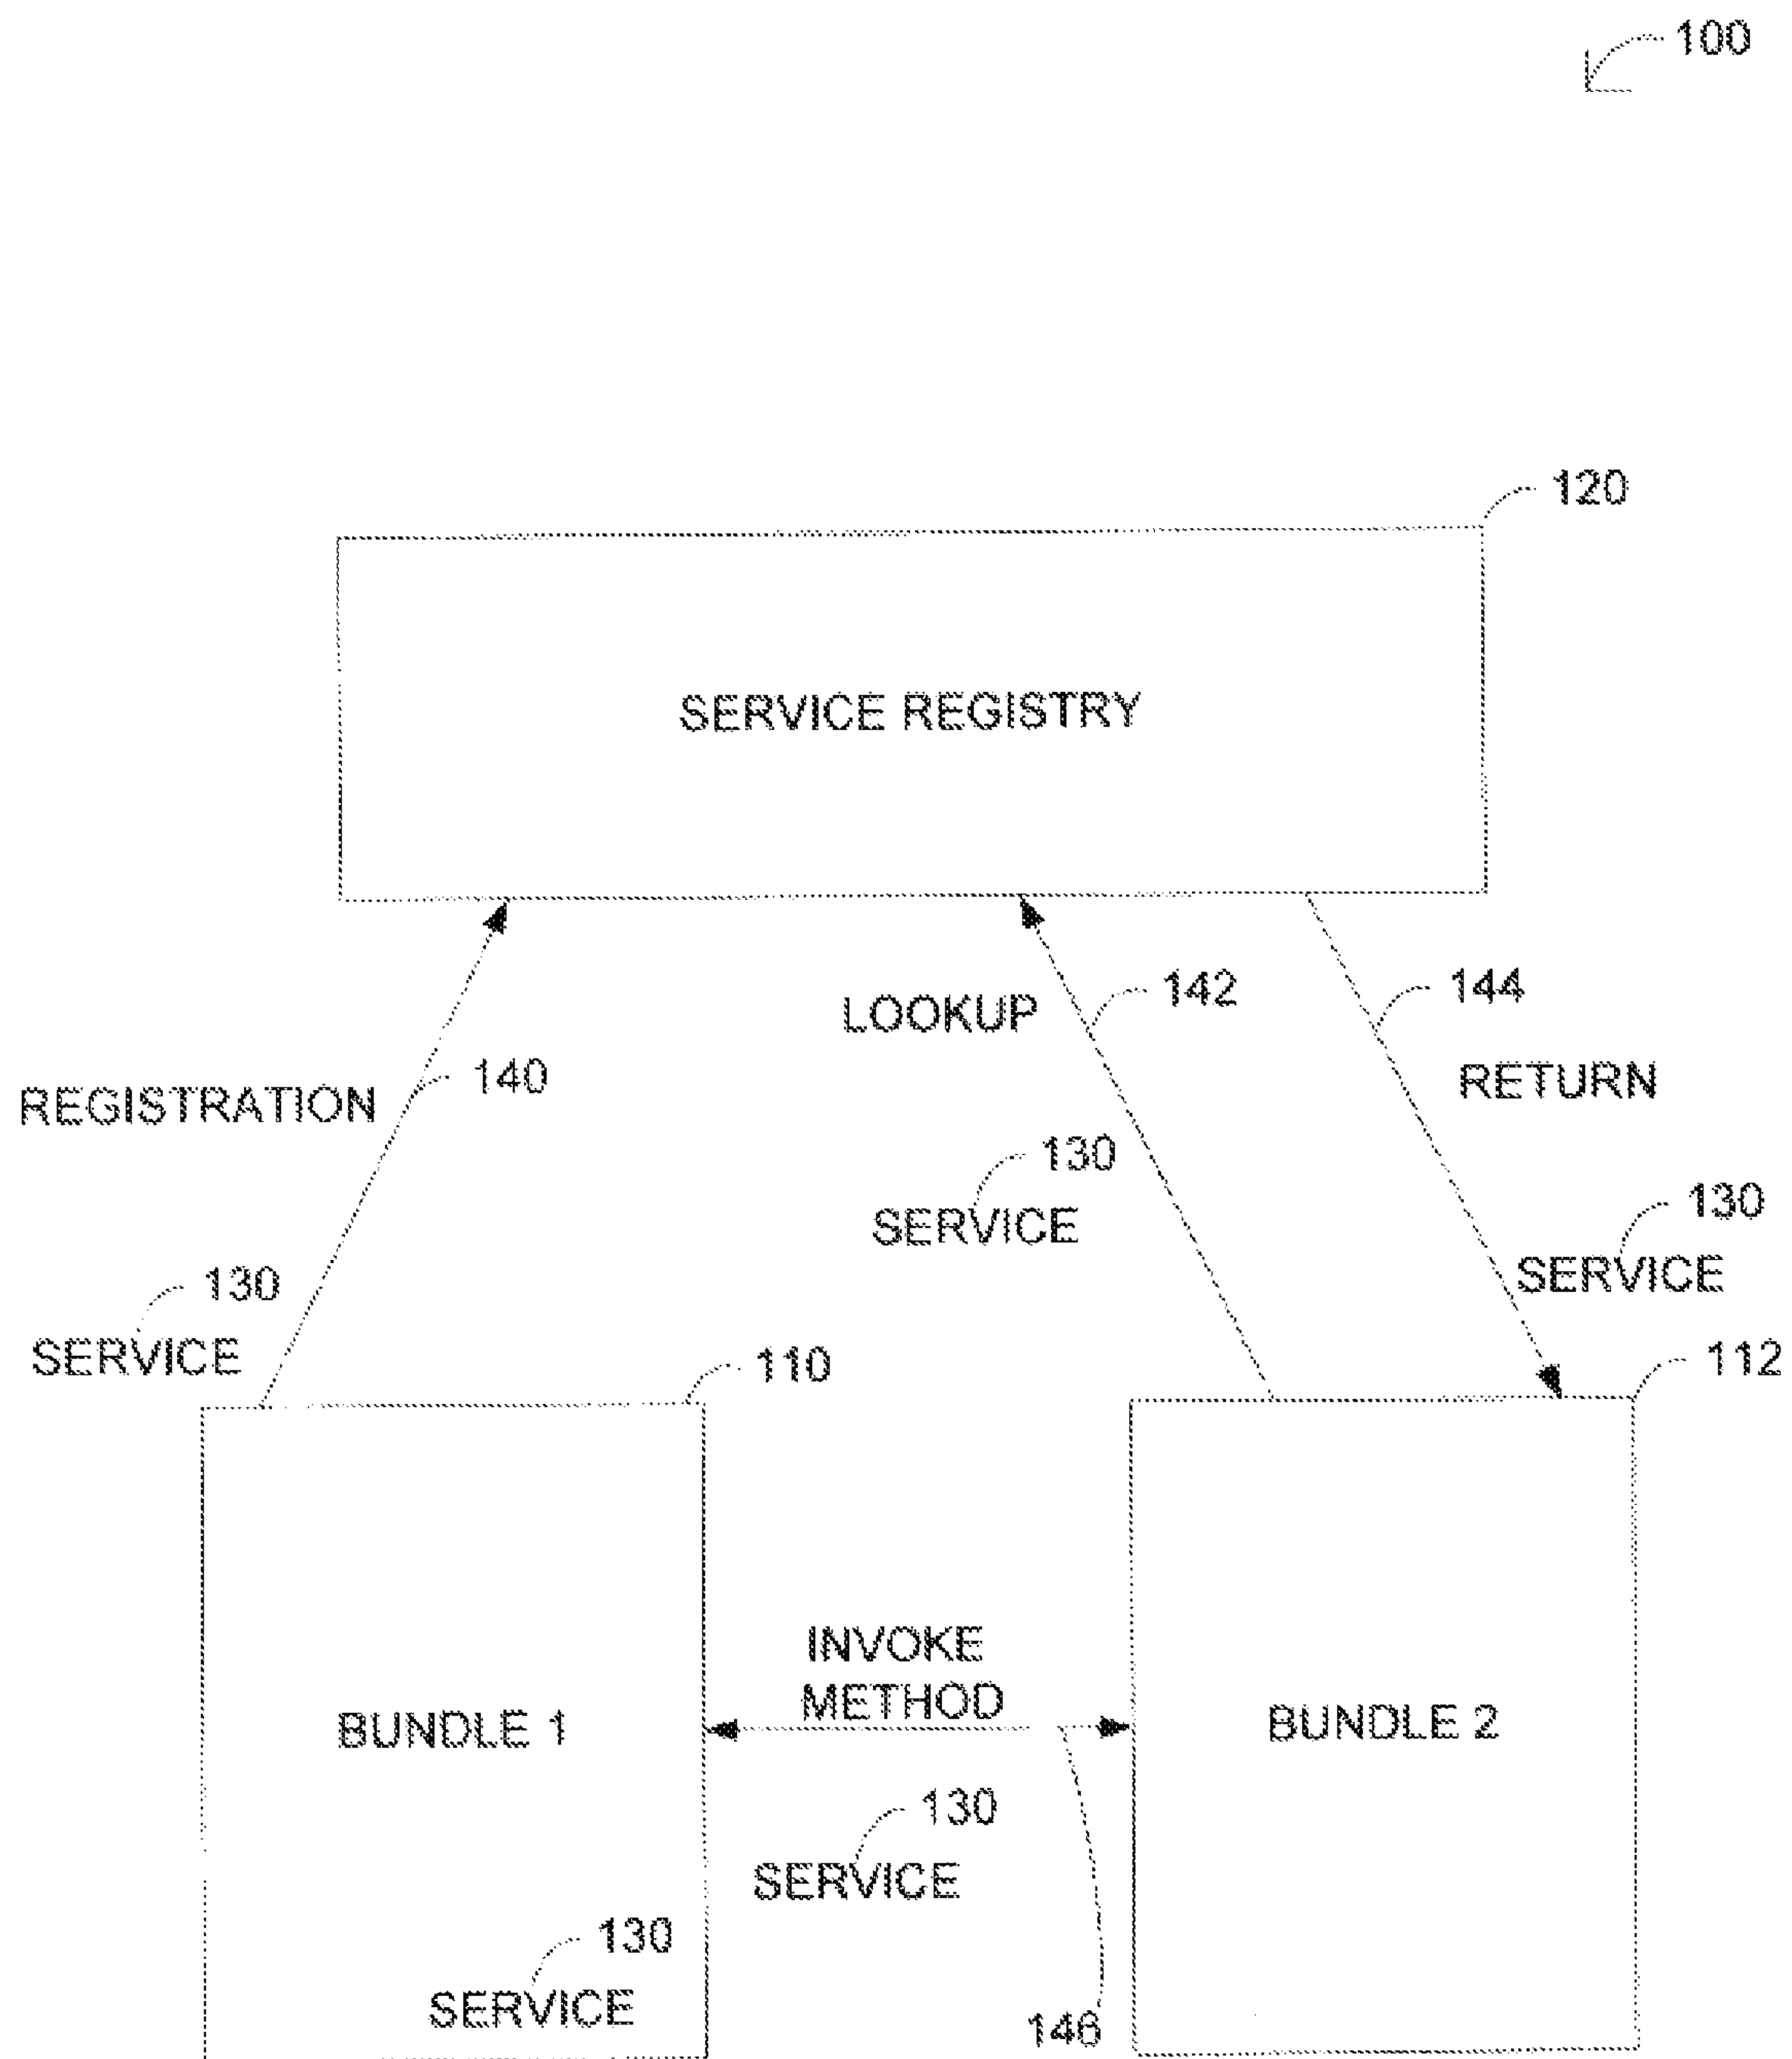 100
120
SERVICE REGISTRY
LOOKUP
142
144
REGISTRATION
140
RETURN
130
SERVICE
130
SERVICE
130
SERVICE
110
112
INVOKE
METHOD
BUNDLE 1
BUNDLE 2
130
SERVICE
130
SERVICE
146